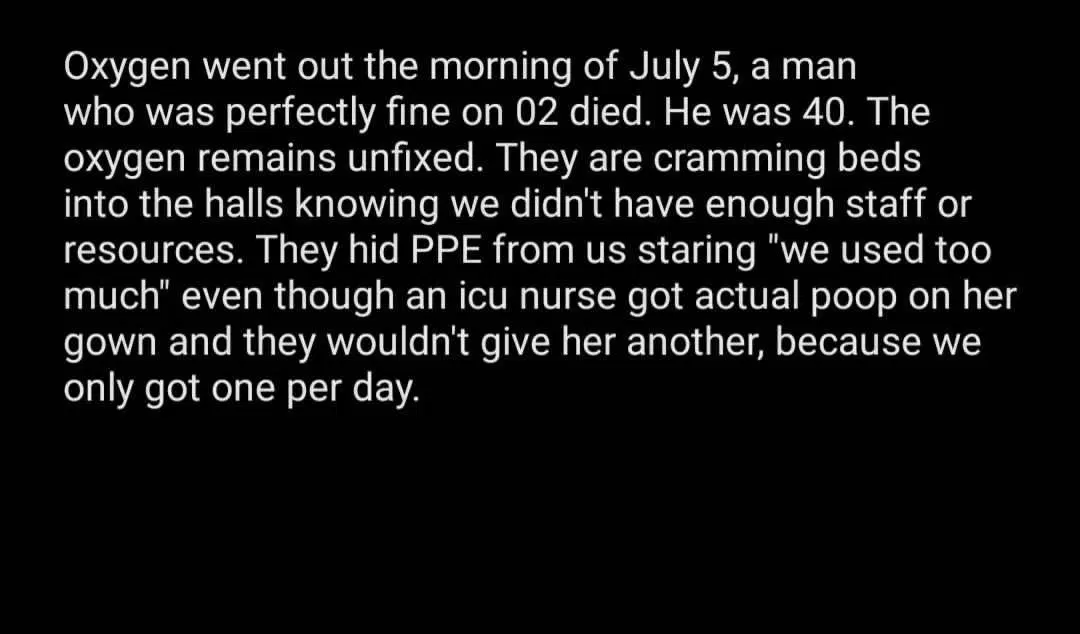 Oxygen went out the morning of July 5, a man
who was perfectly fine on 02 died. He was 40. The
oxygen remains unfixed. They are cramming beds
into the halls knowing we didn't have enough staff or
resources. They hid PPE from us staring "we used too
much" even though an icu nurse got actual poop on her
gown and they wouldn't give her another, because we
only got one per day.